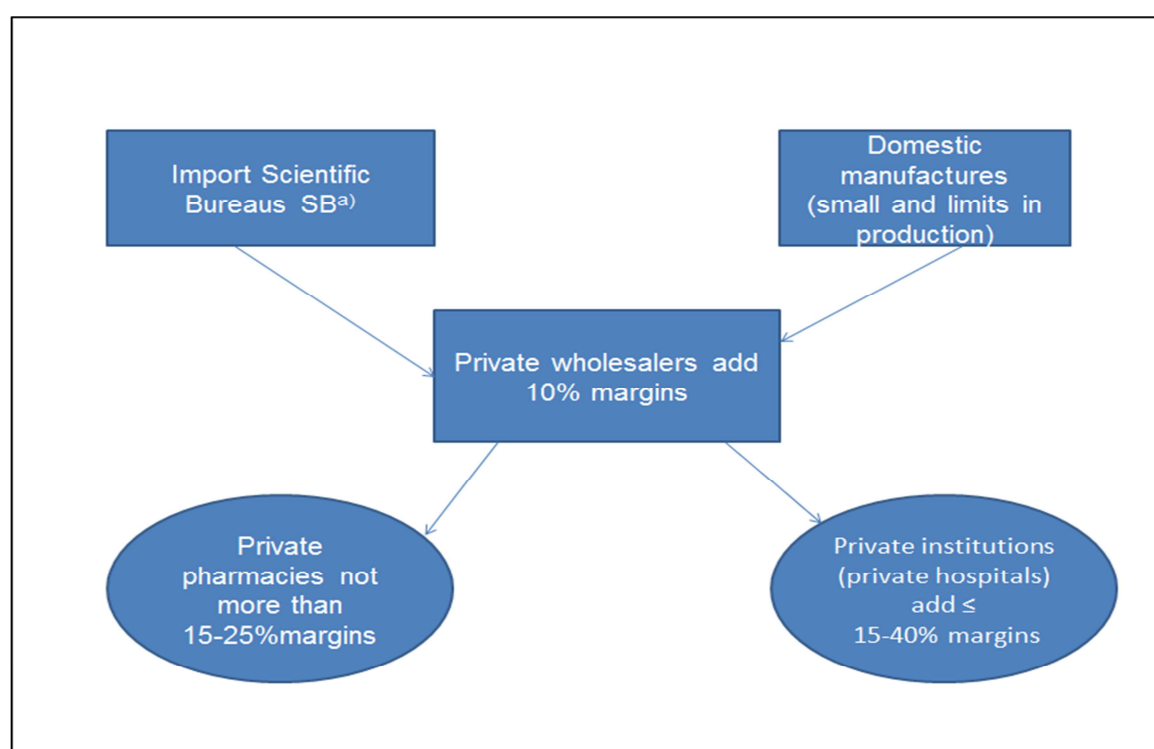 Import Scientific
Bureaus SBᵃ⁾
Domestic
manufactures
(small and limits in
production)
Private wholesalers add
10% margins
Private
pharmacies not
more than
15-25%margins
Private institutions
(private hospitals)
add ≤
15-40% margins